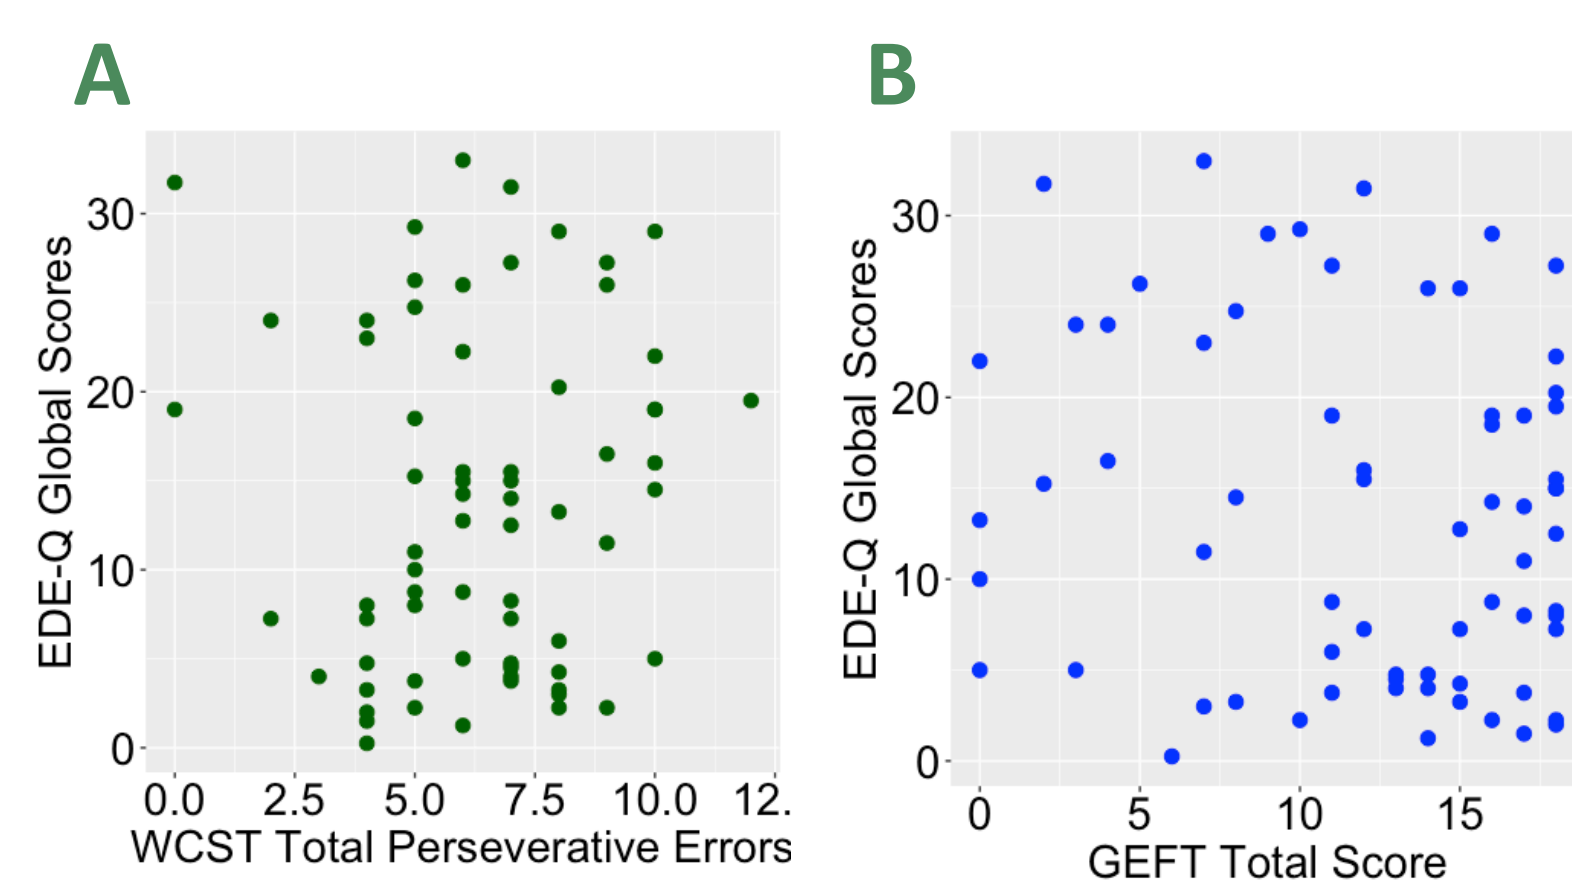 A
B
EDE-Q Global Scores
30
20
10
0
0.0 2.5 5.0 7.5 10.0 12.
WCST Total Perseverative Errors
EDE-Q Global Scores
30
20
10
0
0 5 10 15
GEFT Total Score